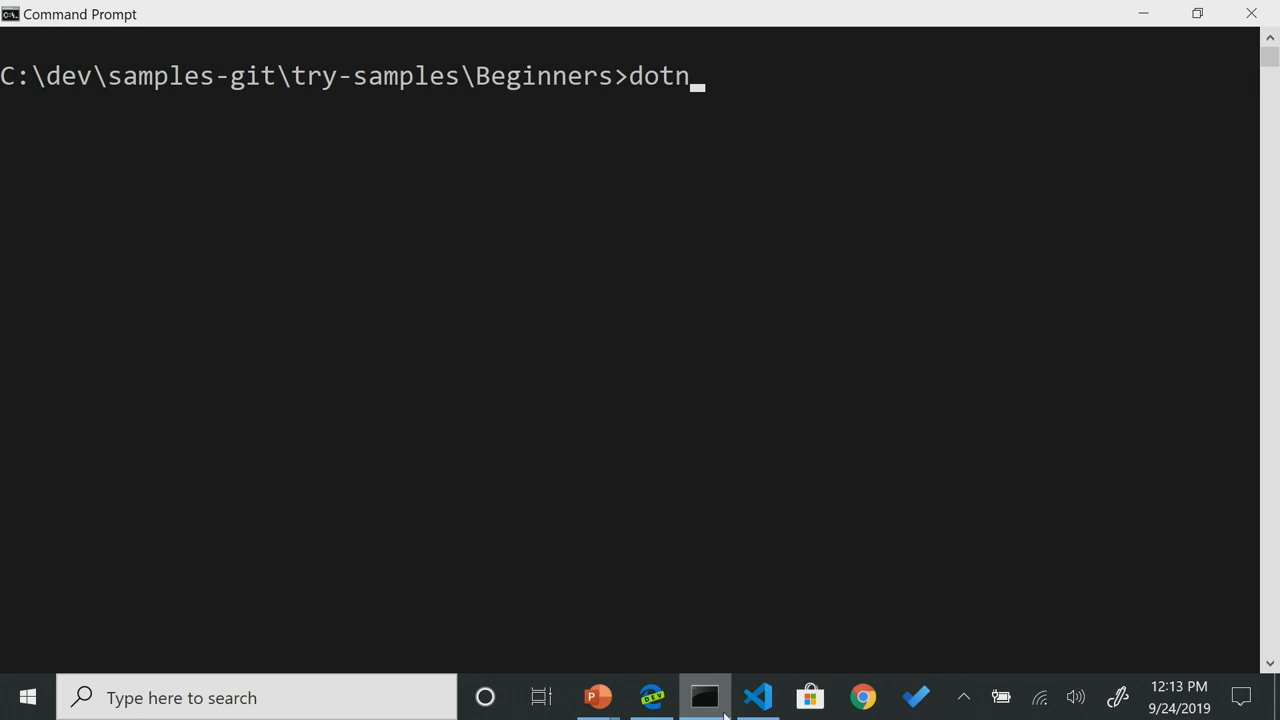 Command Prompt
C:\dev\samples-git\try-samples\Beginners>dotn
Type here to search
DEV
12:13 PM
9/24/2019